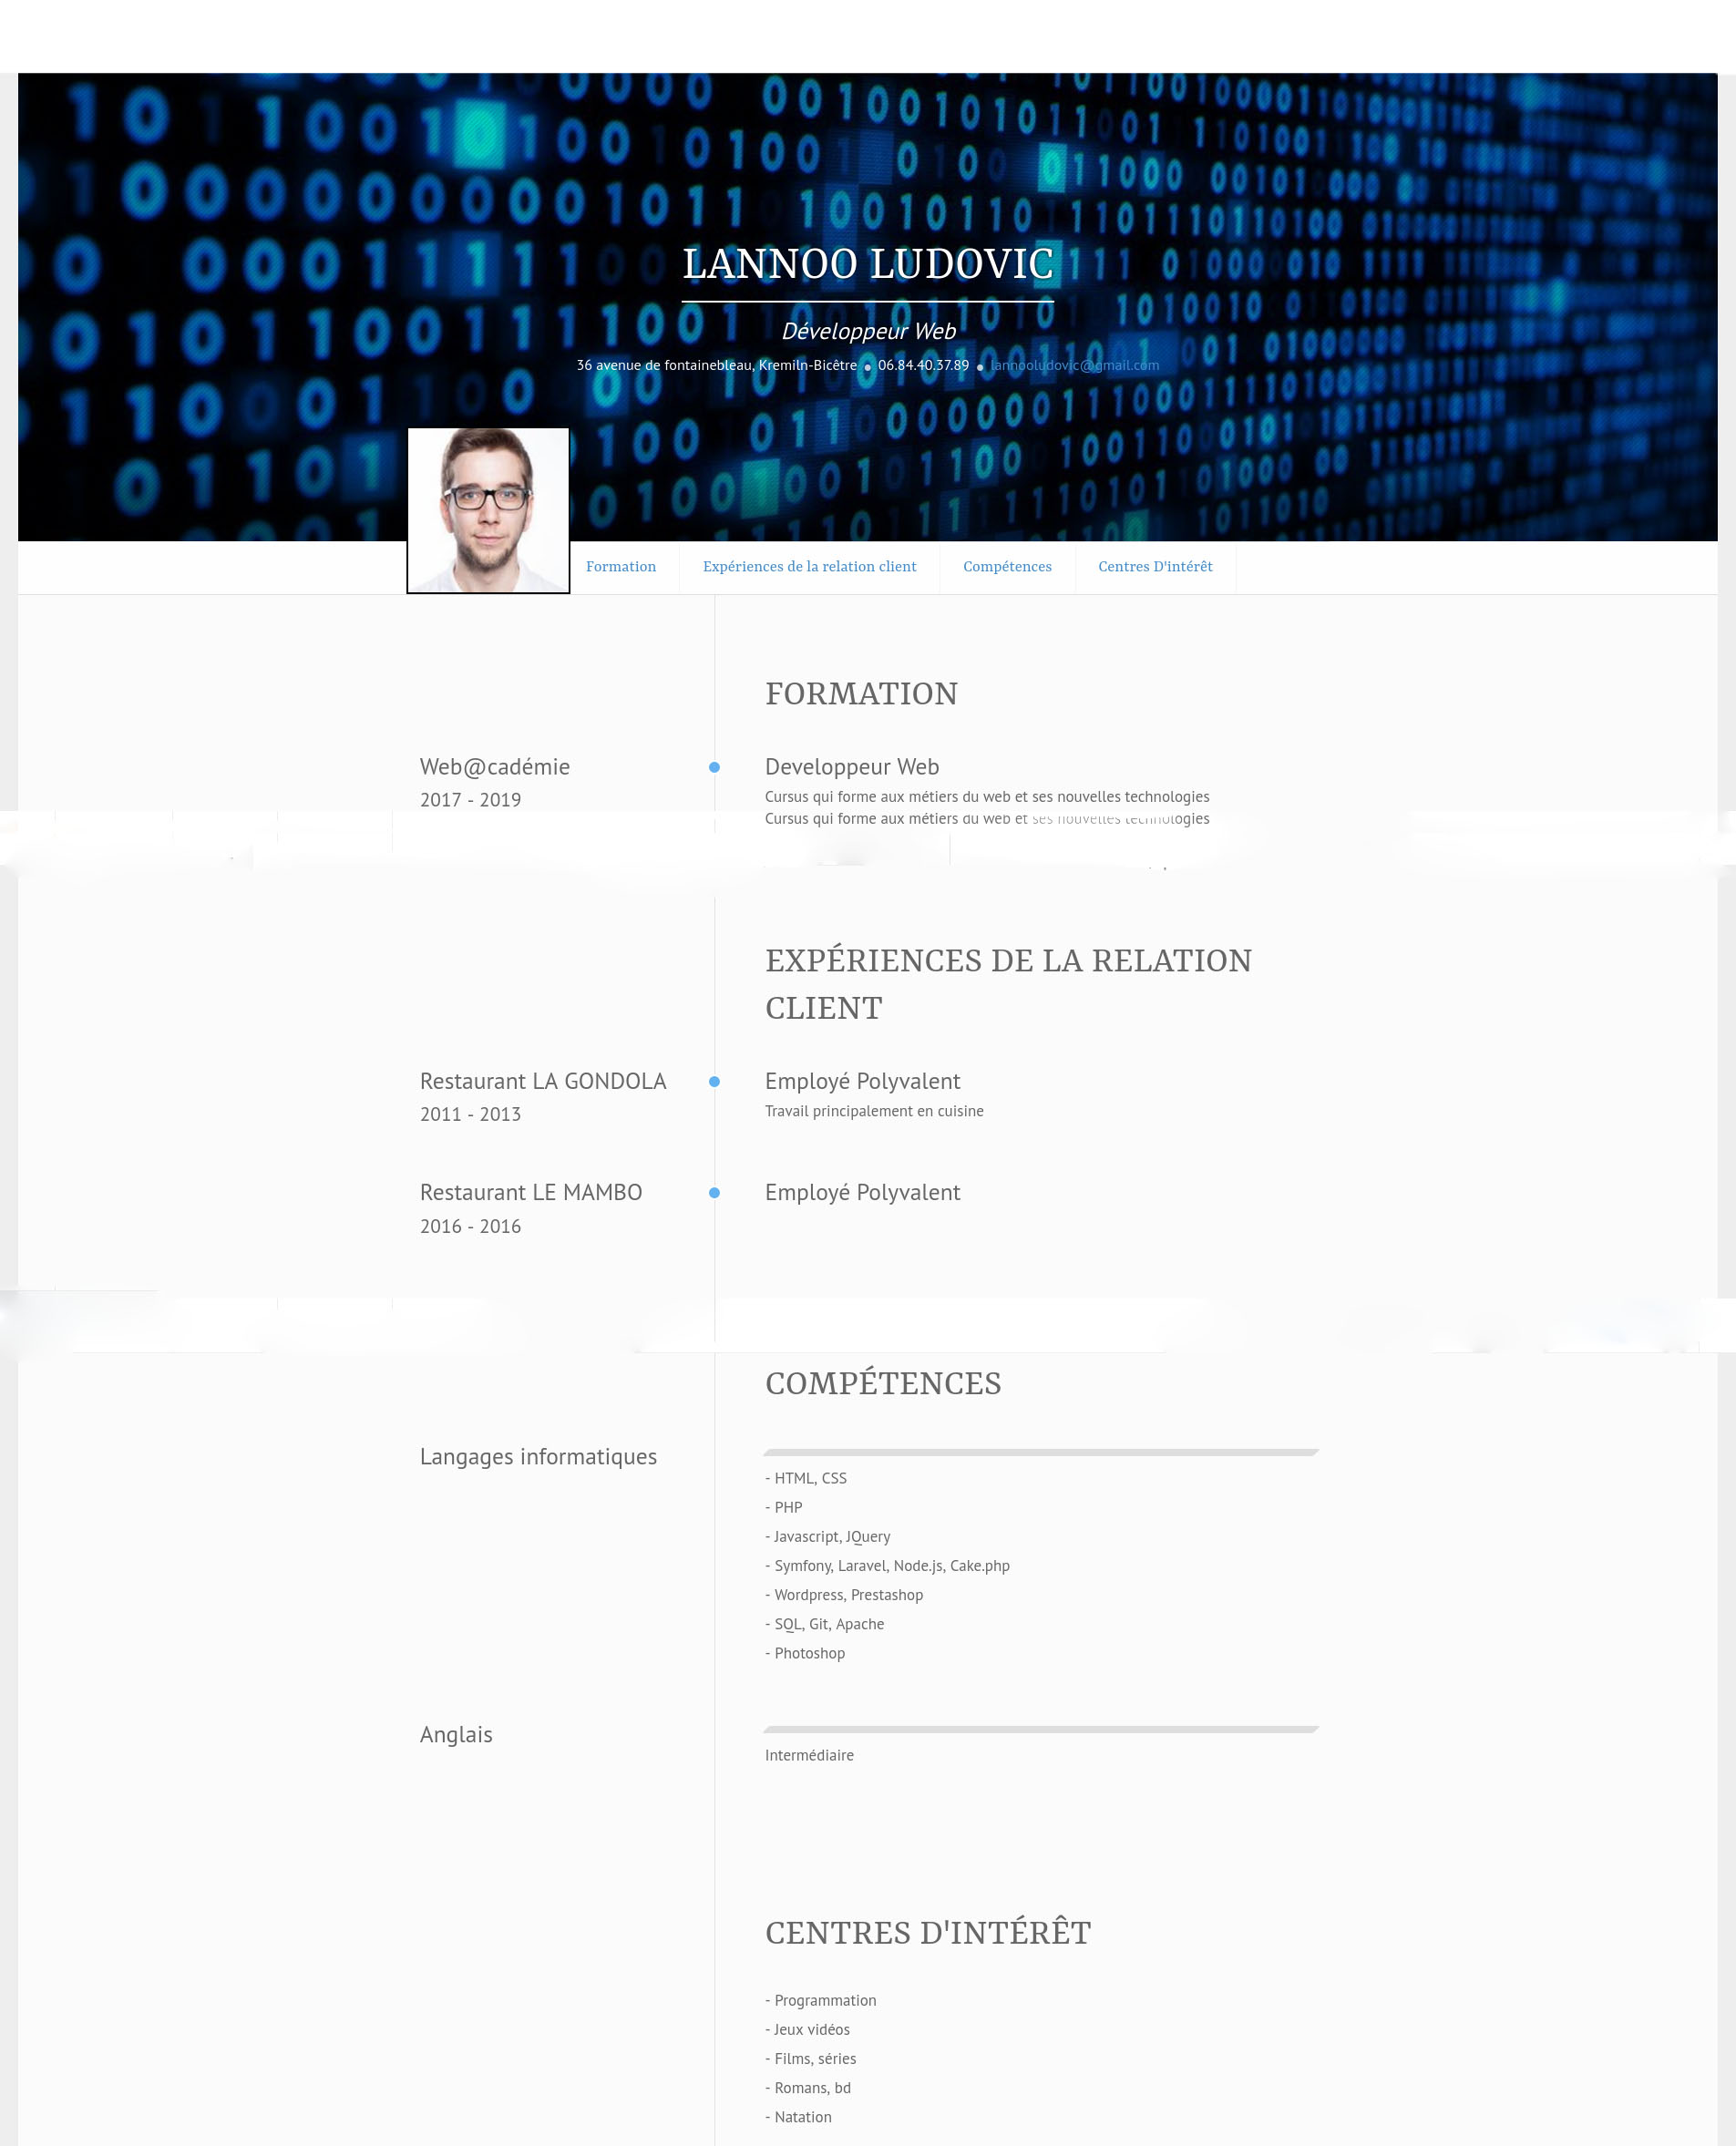 LANNOO LUDOVIC
Développeur Web
36 avenue de fontainebleau, Kremiln-Bicêtre ● 06.84.40.37.89 ● lannooludovic@gmail.com
Formation Expériences de la relation client Compétences Centres D'intérêt
FORMATION
Web@cadémie
2017 - 2019
Developpeur Web
Cursus qui forme aux métiers du web et ses nouvelles technologies
Cursus qui forme aux métiers du web et ses nouvelles technologies
EXPÉRIENCES DE LA RELATION
CLIENT
Restaurant LA GONDOLA
2011 - 2013
Employé Polyvalent
Travail principalement en cuisine
Restaurant LE MAMBO
2016 - 2016
Employé Polyvalent
COMPÉTENCES
Langages informatiques
- HTML, CSS
- PHP
- Javascript, JQuery
- Symfony, Laravel, Node.js, Cake.php
- Wordpress, Prestashop
- SQL, Git, Apache
- Photoshop
Anglais
Intermédiaire
CENTRES D'INTÉRÊT
- Programmation
- Jeux vidéos
- Films, séries
- Romans, bd
- Natation